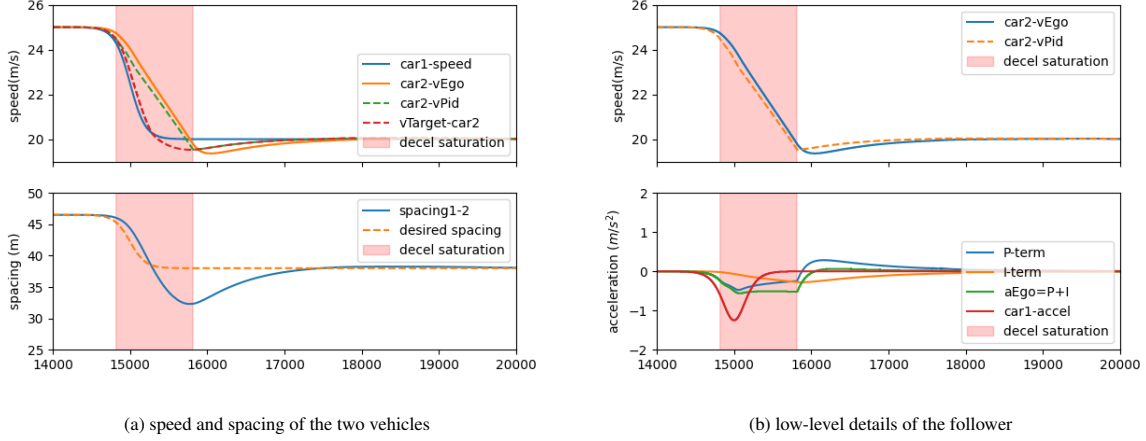 26
24
22
20
speed(m/s)
car1-speed
car2-vEgo
car2-vPid
vTarget-car2
decel saturation
50
45
40
35
30
25
spacing (m)
spacing1-2
desired spacing
decel saturation
14000 15000 16000 17000 18000 19000 20000
(a) speed and spacing of the two vehicles
26
24
22
20
speed(m/s)
car2-vEgo
car2-vPid
decel saturation
2
1
0
−1
−2
acceleration (m/s²)
P-term
I-term
aEgo=P+I
car1-accel
decel saturation
14000 15000 16000 17000 18000 19000 20000
(b) low-level details of the follower